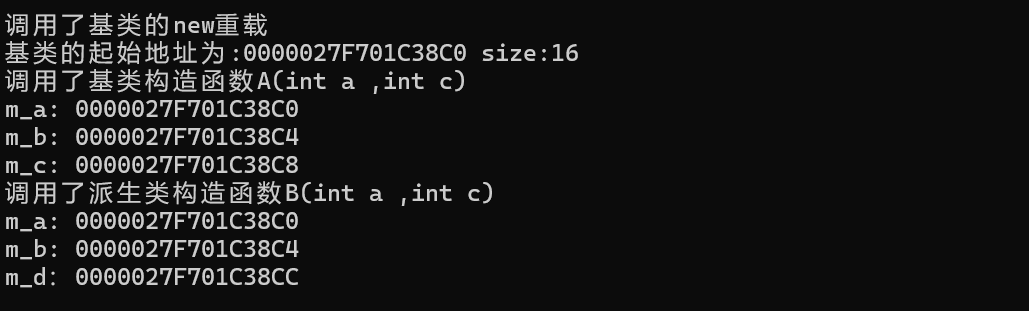 调用了基类的new重载
基类的起始地址为:0000027F701C38C0 size:16
调用了基类构造函数A(int a ,int c)
m_a: 0000027F701C38C0
m_b: 0000027F701C38C4
m_c: 0000027F701C38C8
调用了派生类构造函数B(int a ,int c)
m_a: 0000027F701C38C0
m_b: 0000027F701C38C4
m_d: 0000027F701C38CC